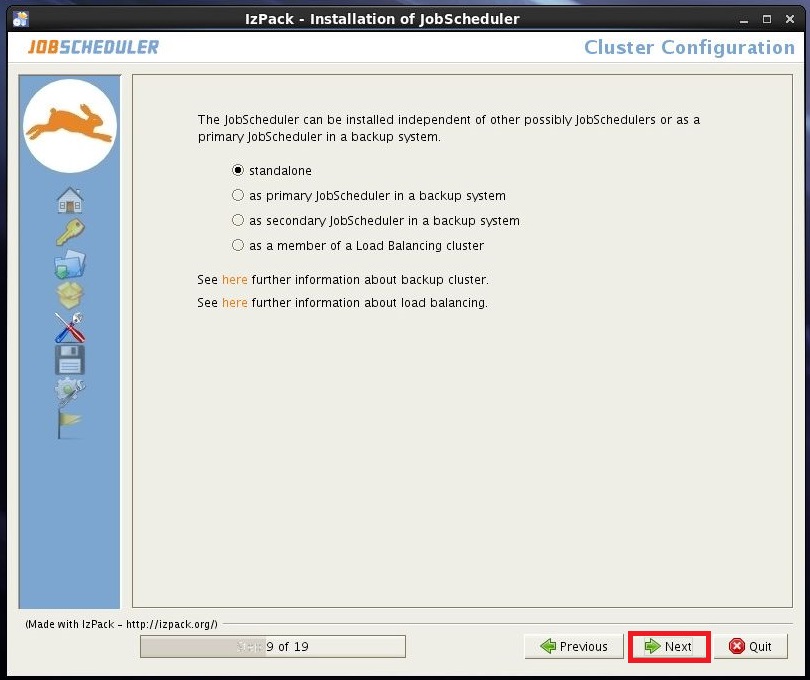 IzPack - Installation of JobScheduler
JOBSCHEDULER
Cluster Configuration
The JobScheduler can be installed independent of other possibly JobSchedulers or as a
primary JobScheduler in a backup system.
standalone
as primary JobScheduler in a backup system
as secondary JobScheduler in a backup system
as a member of a Load Balancing cluster
See here further information about backup cluster.
See here further information about load balancing.
(Made with IzPack - http://izpack.org/)
9 of 19
Previous
Next
Quit